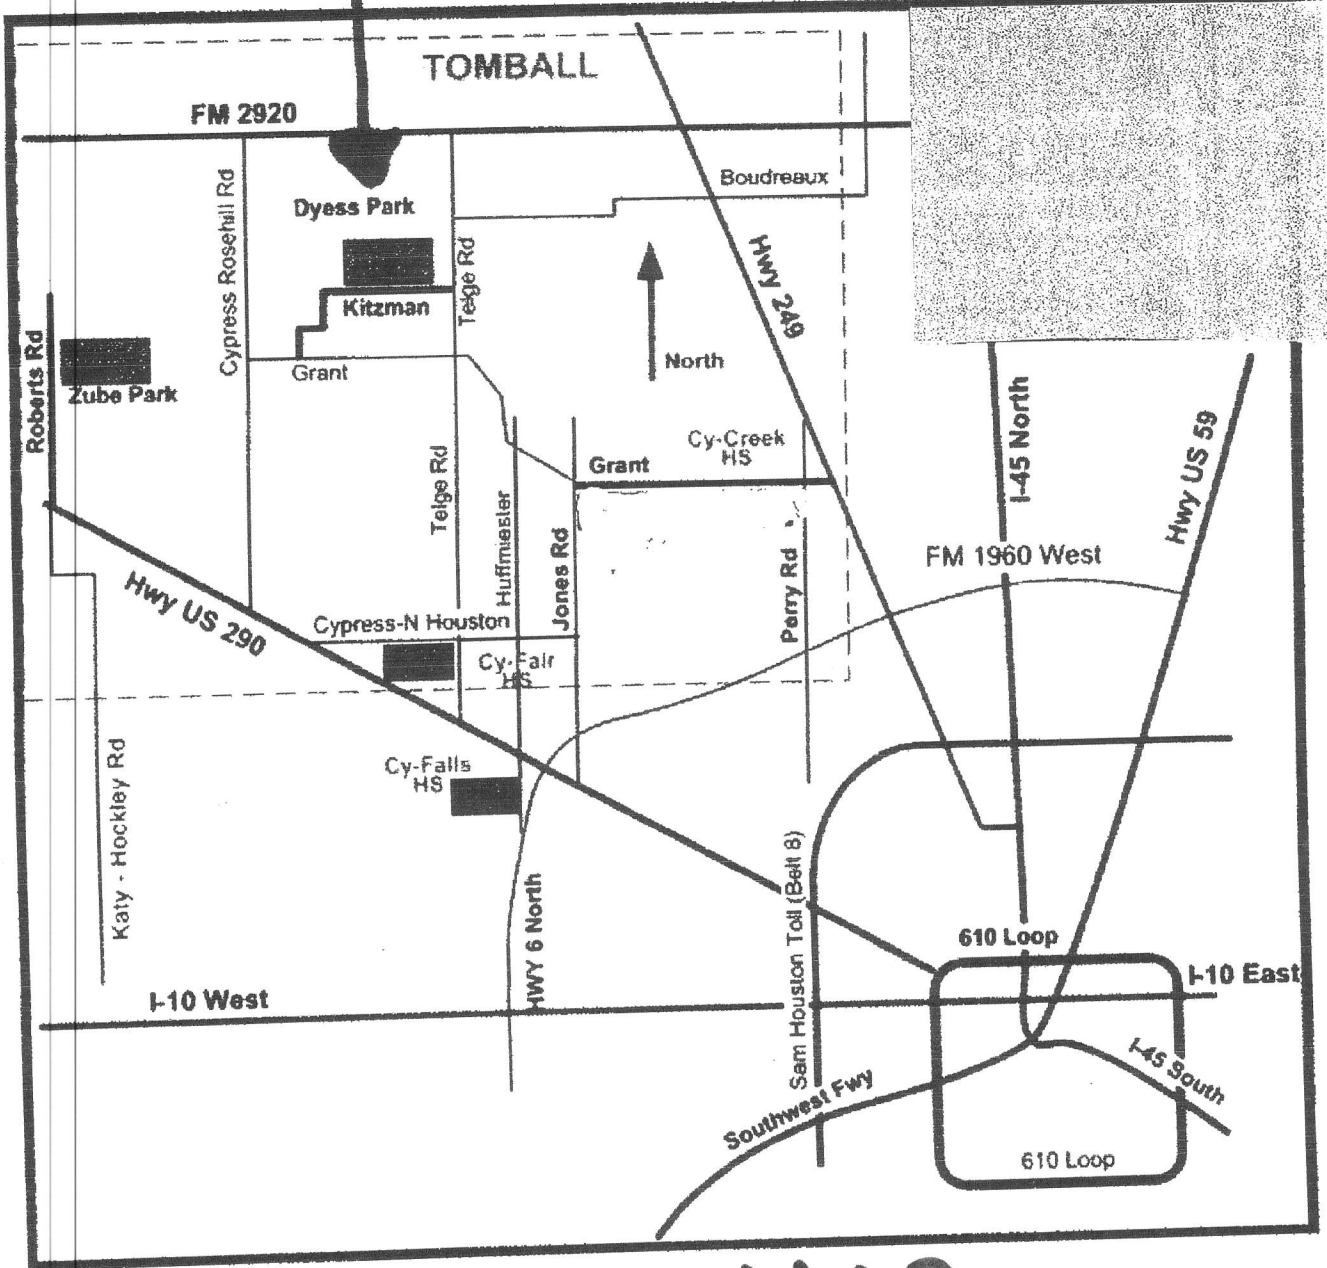 TOMBALL
FM 2920
Boudreaux
Cypress Rosehill Rd
Dyess Park
Telge Rd
Hwy 249
Kitzman
Roberts Rd
Zube Park
Grant
North
I-45 North
Hwy US 59
Cy-Creek
HS
Grant
Telge Rd
Huffmiester
Jones Rd
Perry Rd
FM 1960 West
Hwy US 290
Cypress-N Houston
Cy-Fair
HS
Katy - Hockley Rd
Cy-Falls
HS
HWY 6 North
Sam Houston Toll (Belt 8)
610 Loop
I-10 West
I-10 East
I-45 South
Southwest Fwy
610 Loop